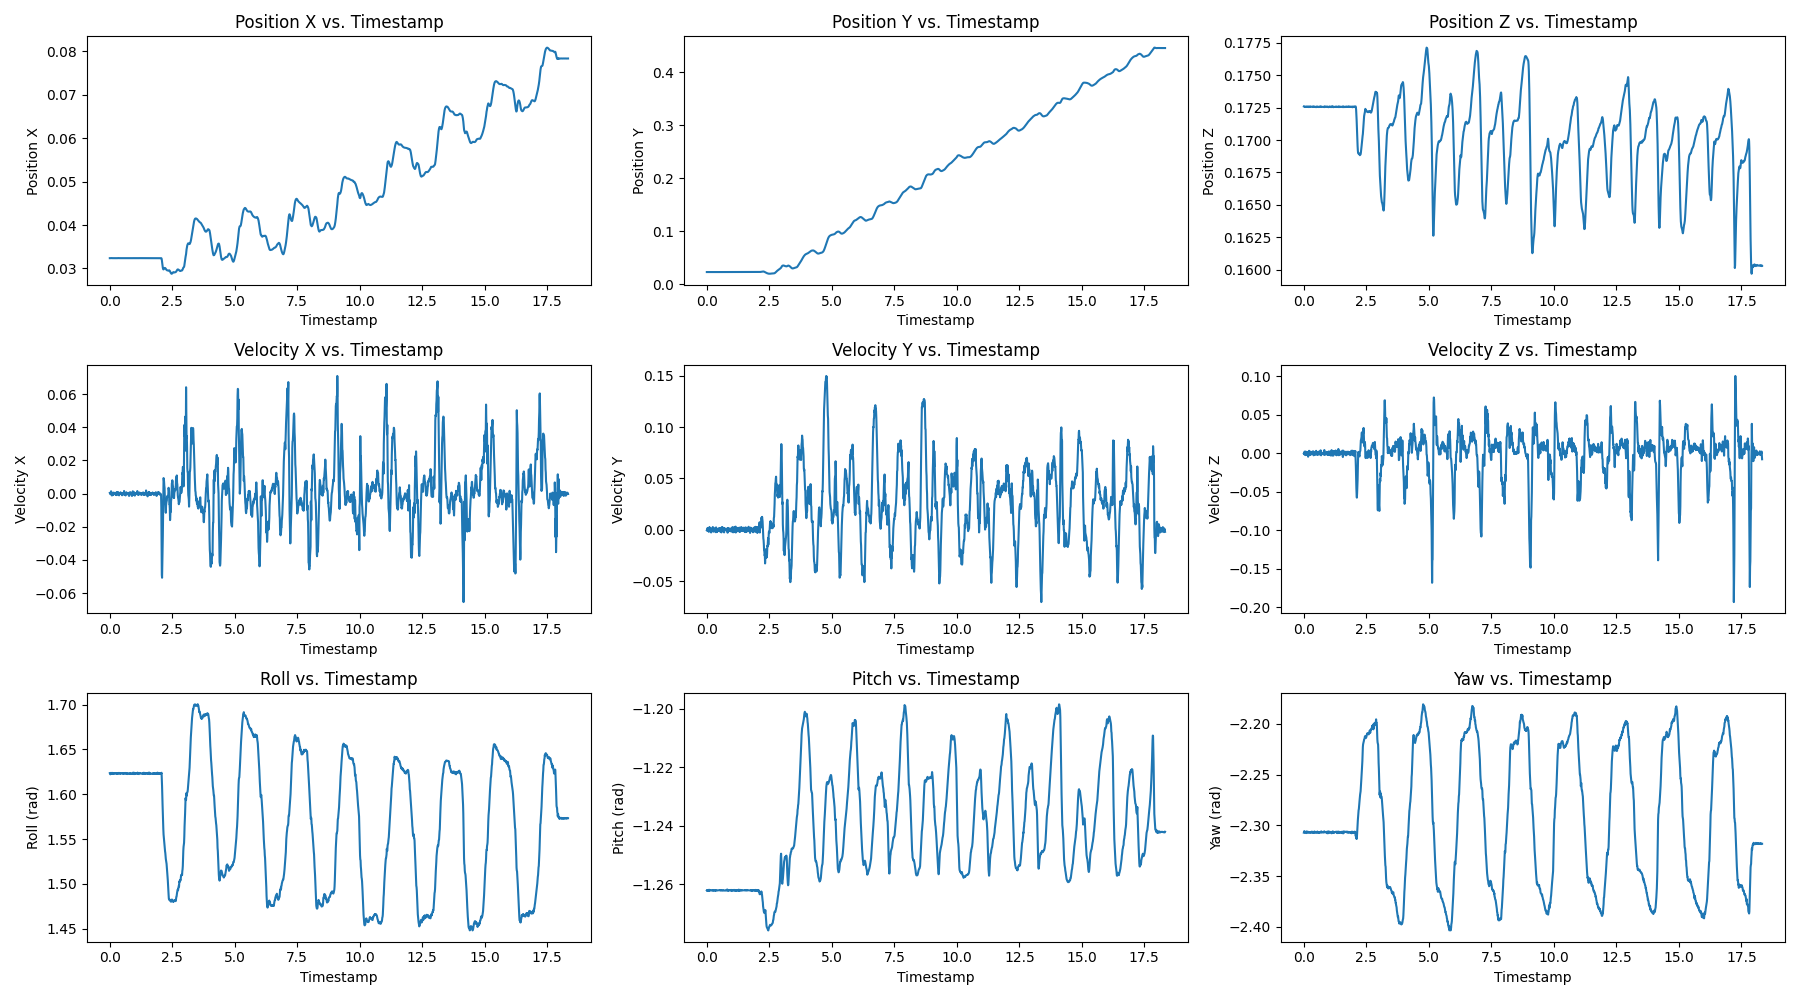 Position X vs. Timestamp
Position X
0.08
0.07
0.06
0.05
0.04
0.03
0.0 2.5 5.0 7.5 10.0 12.5 15.0 17.5
Timestamp
Position Y vs. Timestamp
Position Y
0.4
0.3
0.2
0.1
0.0
0.0 2.5 5.0 7.5 10.0 12.5 15.0 17.5
Timestamp
Position Z vs. Timestamp
Position Z
0.1775
0.1750
0.1725
0.1700
0.1675
0.1650
0.1625
0.1600
0.0 2.5 5.0 7.5 10.0 12.5 15.0 17.5
Timestamp
Velocity X vs. Timestamp
Velocity X
0.06
0.04
0.02
0.00
−0.02
−0.04
−0.06
0.0 2.5 5.0 7.5 10.0 12.5 15.0 17.5
Timestamp
Velocity Y vs. Timestamp
Velocity Y
0.15
0.10
0.05
0.00
−0.05
0.0 2.5 5.0 7.5 10.0 12.5 15.0 17.5
Timestamp
Velocity Z vs. Timestamp
Velocity Z
0.10
0.05
0.00
−0.05
−0.10
−0.15
−0.20
0.0 2.5 5.0 7.5 10.0 12.5 15.0 17.5
Timestamp
Roll vs. Timestamp
Roll (rad)
1.70
1.65
1.60
1.55
1.50
1.45
0.0 2.5 5.0 7.5 10.0 12.5 15.0 17.5
Timestamp
Pitch vs. Timestamp
Pitch (rad)
−1.20
−1.22
−1.24
−1.26
0.0 2.5 5.0 7.5 10.0 12.5 15.0 17.5
Timestamp
Yaw vs. Timestamp
Yaw (rad)
−2.20
−2.25
−2.30
−2.35
−2.40
0.0 2.5 5.0 7.5 10.0 12.5 15.0 17.5
Timestamp